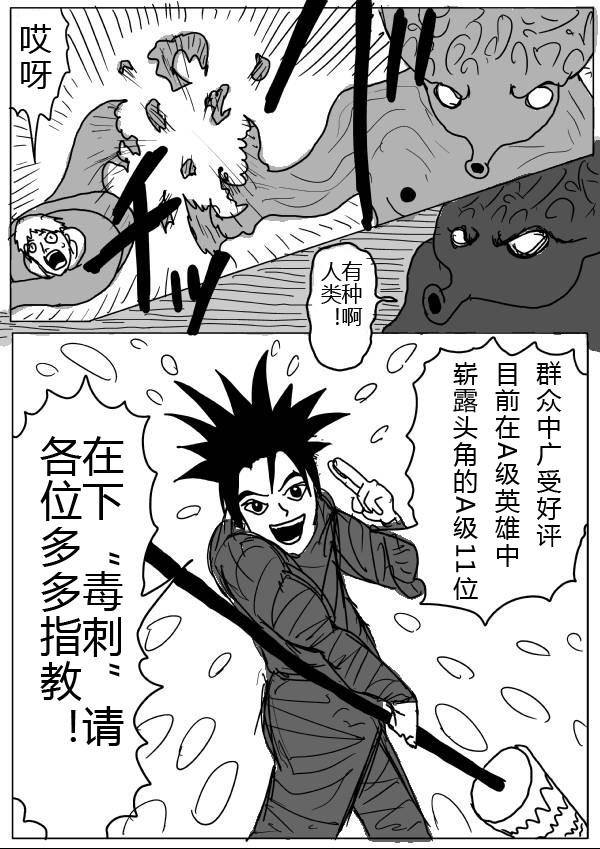 哎
呀
有种啊
人类！
群众中广受好评
目前在A级英雄中
崭露头角的A级11位
在下“毒刺”请
各位多多指教！